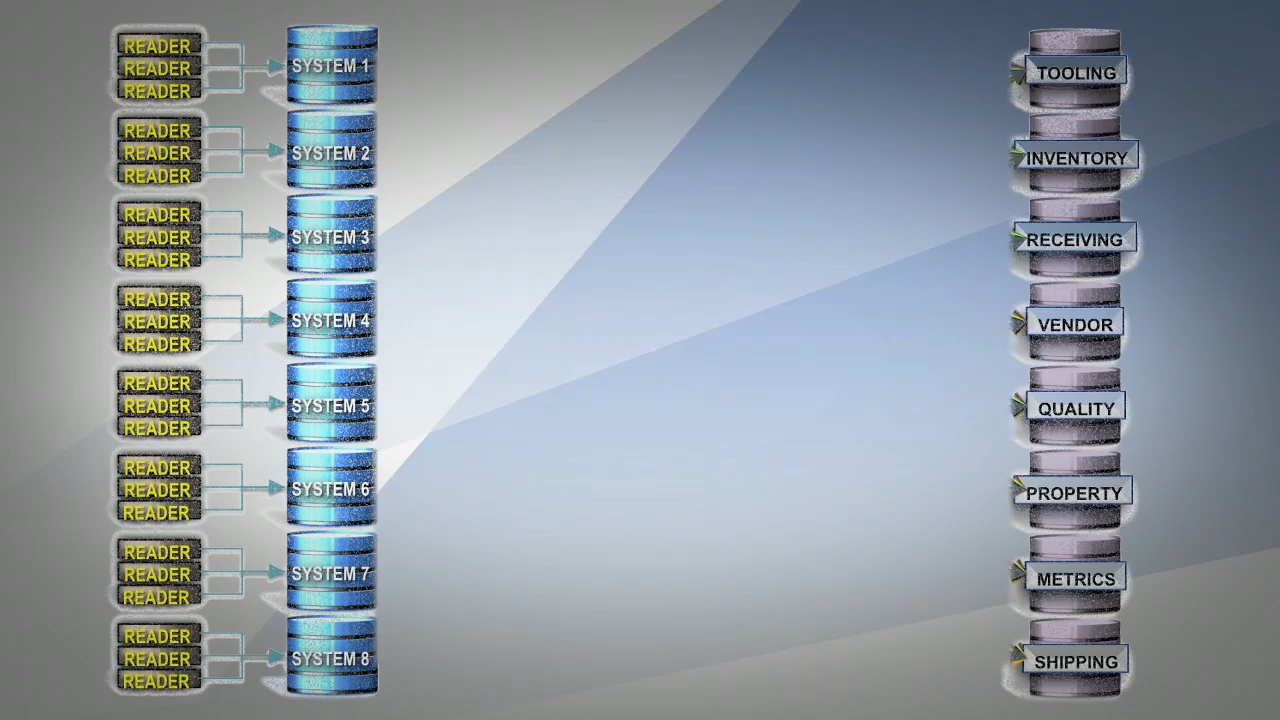 READER
READER
READER
SYSTEM 1
TOOLING
READER
READER
READER
SYSTEM 2
INVENTORY
READER
READER
READER
SYSTEM 3
RECEIVING
READER
READER
READER
SYSTEM 4
VENDOR
READER
READER
READER
SYSTEM 5
QUALITY
READER
READER
READER
SYSTEM 6
PROPERTY
READER
READER
READER
SYSTEM 7
METRICS
READER
READER
READER
SYSTEM 8
SHIPPING